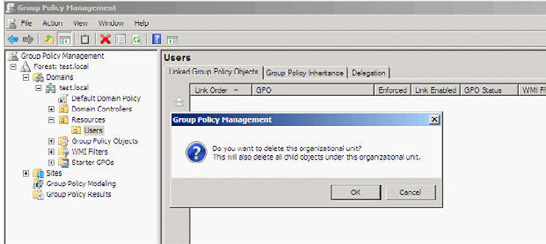 Group Policy Management
File Action View Window Help
Group Policy Management
Forest: test.local
Domains
test.local
Default Domain Policy
Domain Controllers
Resources
Users
Group Policy Objects
WMI Filters
Starter GPOs
Sites
Group Policy Modeling
Group Policy Results
Users
Linked Group Policy Objects Group Policy Inheritance Delegation
Link Order GPO Enforced Link Enabled GPO Status WMI Fi
Group Policy Management
Do you want to delete this organizational unit?
This will also delete all child objects under this organizational unit.
OK Cancel